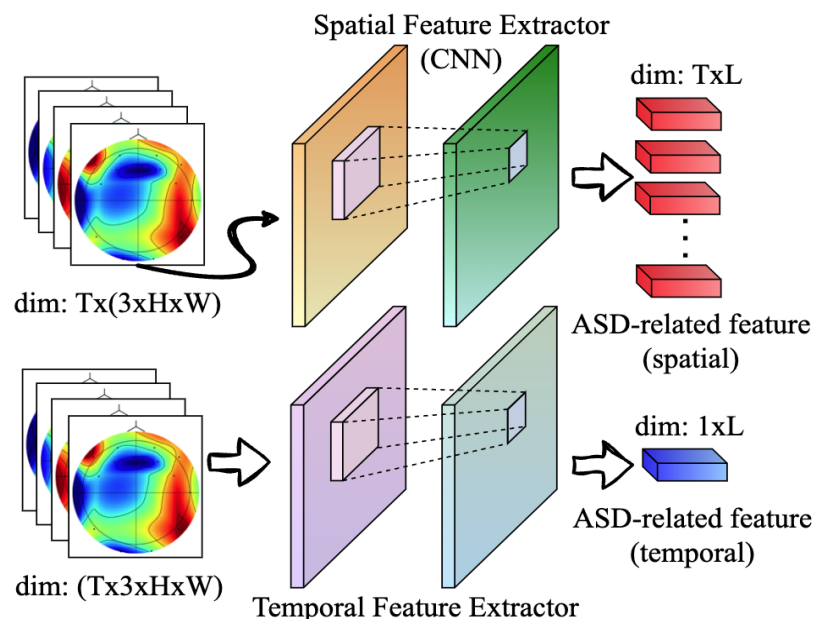 Spatial Feature Extractor
(CNN)
dim: TxL
dim: Tx(3xHxW)
ASD-related feature
(spatial)
dim: 1xL
ASD-related feature
(temporal)
dim: (Tx3xHxW)
Temporal Feature Extractor